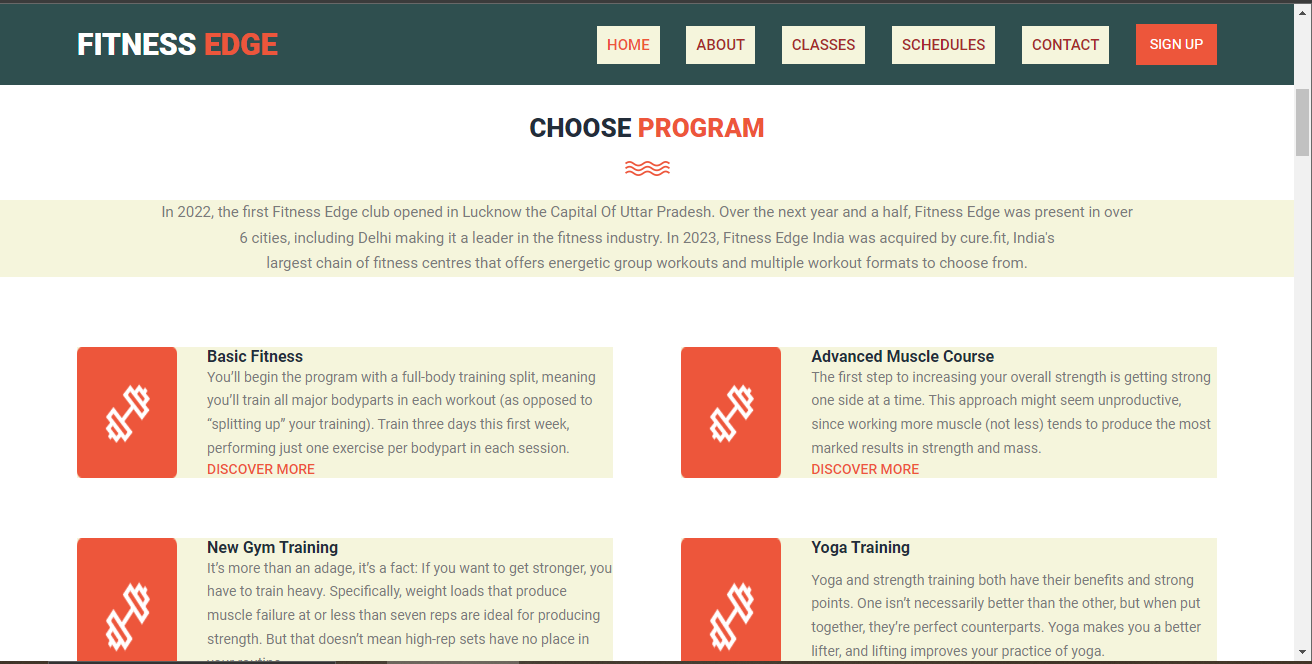 FITNESS EDGE
HOME ABOUT CLASSES SCHEDULES CONTACT SIGN UP
CHOOSE PROGRAM
In 2022, the first Fitness Edge club opened in Lucknow the Capital Of Uttar Pradesh. Over the next year and a half, Fitness Edge was present in over
6 cities, including Delhi making it a leader in the fitness industry. In 2023, Fitness Edge India was acquired by cure.fit, India's
largest chain of fitness centres that offers energetic group workouts and multiple workout formats to choose from.
Basic Fitness
You’ll begin the program with a full-body training split, meaning
you’ll train all major bodyparts in each workout (as opposed to
“splitting up” your training). Train three days this first week,
performing just one exercise per bodypart in each session.
DISCOVER MORE
Advanced Muscle Course
The first step to increasing your overall strength is getting strong
one side at a time. This approach might seem unproductive,
since working more muscle (not less) tends to produce the most
marked results in strength and mass.
DISCOVER MORE
New Gym Training
It’s more than an adage, it’s a fact: If you want to get stronger, you
have to train heavy. Specifically, weight loads that produce
muscle failure at or less than seven reps are ideal for producing
strength. But that doesn’t mean high-rep sets have no place in
Yoga Training
Yoga and strength training both have their benefits and strong
points. One isn’t necessarily better than the other, but when put
together, they’re perfect counterparts. Yoga makes you a better
lifter, and lifting improves your practice of yoga.